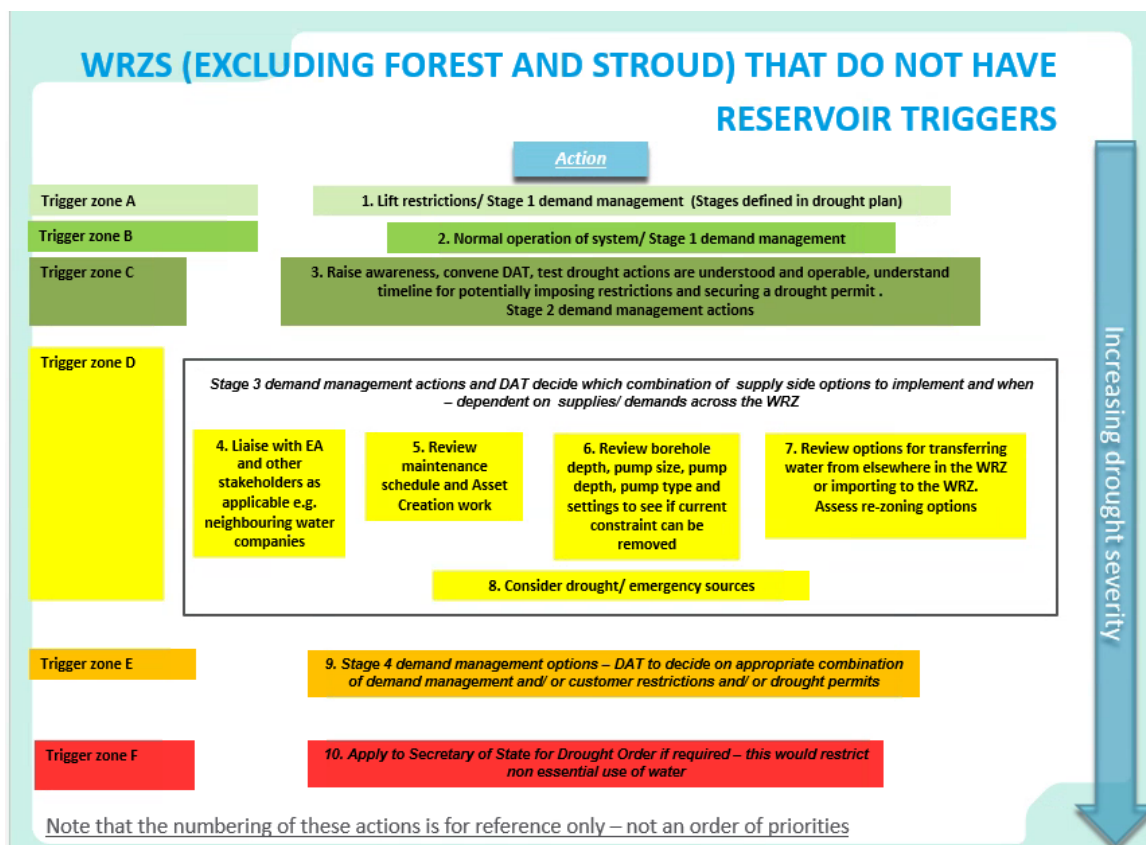 WRZS (EXCLUDING FOREST AND STROUD) THAT DO NOT HAVE
RESERVOIR TRIGGERS
Action
Trigger zone A
1. Lift restrictions/ Stage 1 demand management  (Stages defined in drought plan)
Trigger zone B
2. Normal operation of system/ Stage 1 demand management
Trigger zone C
3. Raise awareness, convene DAT, test drought actions are understood and operable, understand
timeline for potentially imposing restrictions and securing a drought permit .
Stage 2 demand management actions
Trigger zone D
Stage 3 demand management actions and DAT decide which combination of  supply side options to implement and when
– dependent on  supplies/ demands across the WRZ
4. Liaise with EA
and other
stakeholders as
applicable e.g.
neighbouring water
companies
5. Review
maintenance
schedule and Asset
Creation work
6. Review borehole
depth, pump size, pump
depth, pump type and
settings to see if current
constraint can be
removed
7. Review options for transferring
water from elsewhere in the WRZ
or importing to the WRZ.
Assess re-zoning options
8. Consider drought/ emergency sources
Trigger zone E
9. Stage 4 demand management options – DAT to decide on appropriate combination
of demand management and/ or customer restrictions and/ or drought permits
Trigger zone F
10. Apply to Secretary of State for Drought Order if required – this would restrict
non essential use of water
Increasing drought severity
Note that the numbering of these actions is for reference only – not an order of priorities